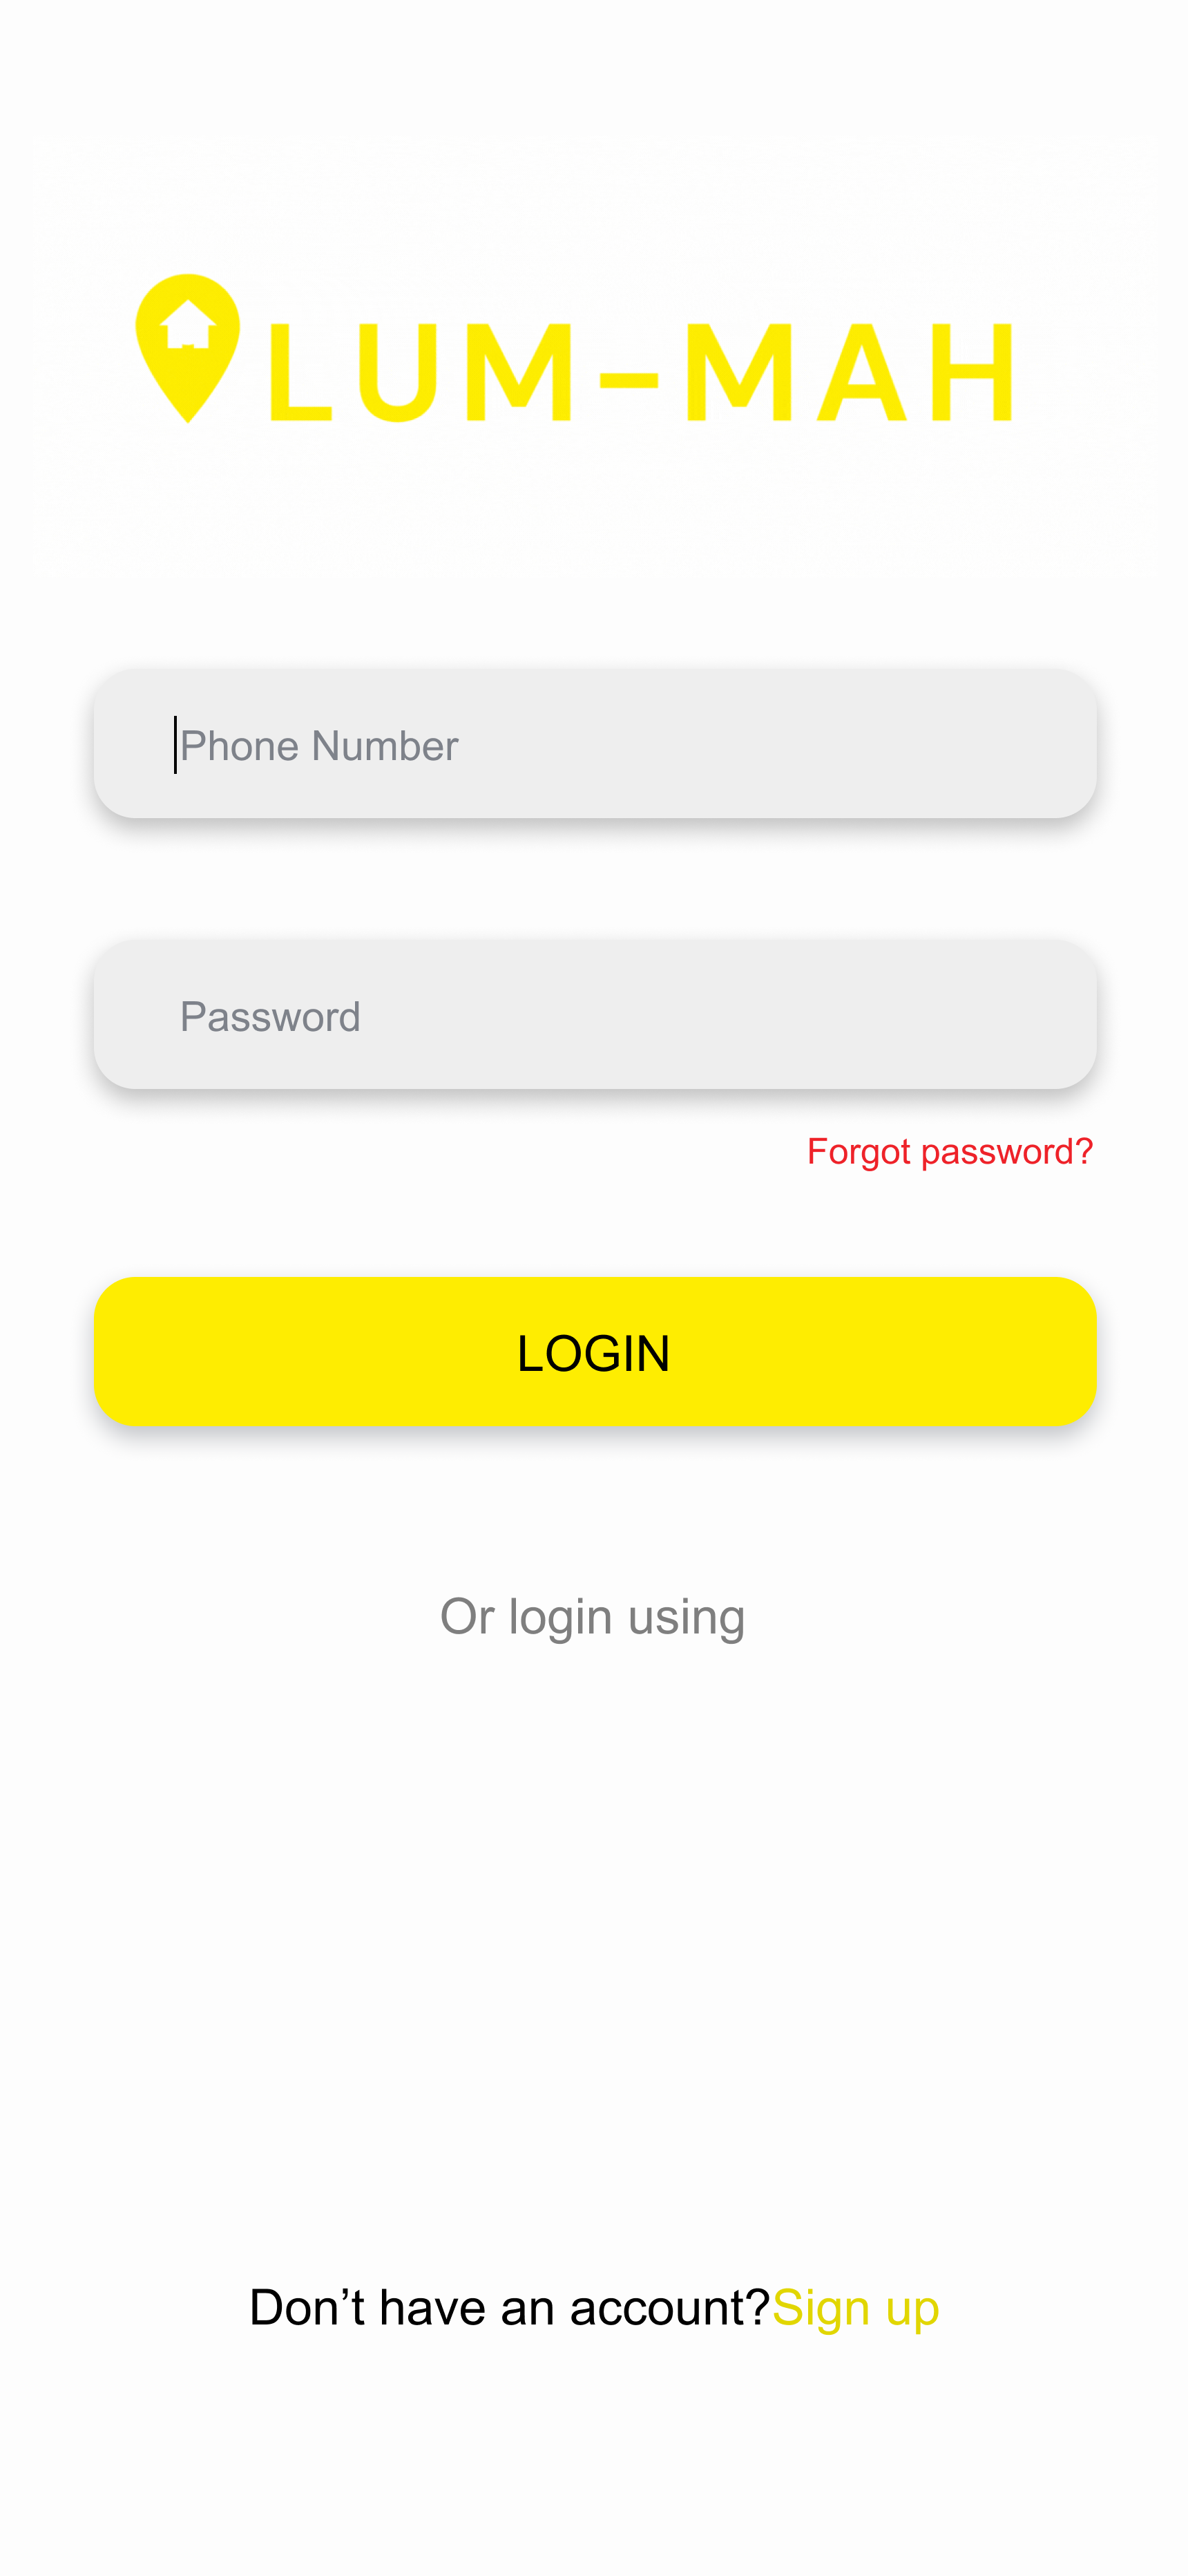 LUM-MAH
Phone Number
Password
Forgot password?
LOGIN
Or login using
Don’t have an account?Sign up